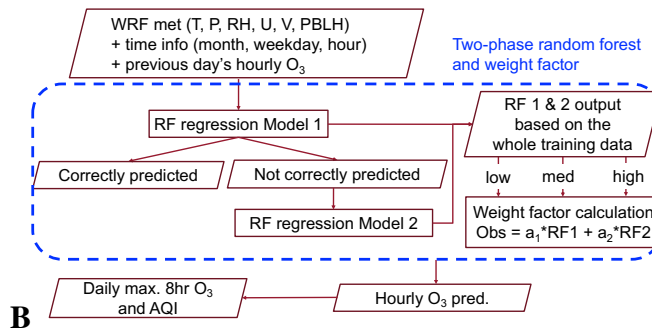 WRF met (T, P, RH, U, V, PBLH)
+ time info (month, weekday, hour)
+ previous day's hourly O₃
Two-phase random forest
and weight factor
RF regression Model 1
RF 1 & 2 output
based on the
whole training data
Correctly predicted
Not correctly predicted
low med high
RF regression Model 2
Weight factor calculation
Obs = a₁*RF1 + a₂*RF2
Daily max. 8hr O₃
and AQI
Hourly O₃ pred.
B